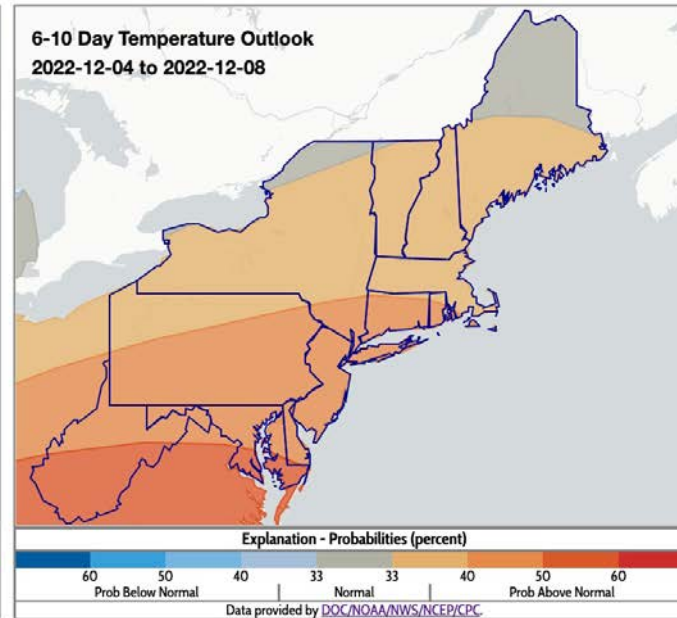 6-10 Day Temperature Outlook
2022-12-04 to 2022-12-08
Explanation - Probabilities (percent)
60 50 40 33 33 40 50 60
Prob Below Normal Normal Prob Above Normal
Data provided by DOC/NOAA/NWS/NCEP/CPC.